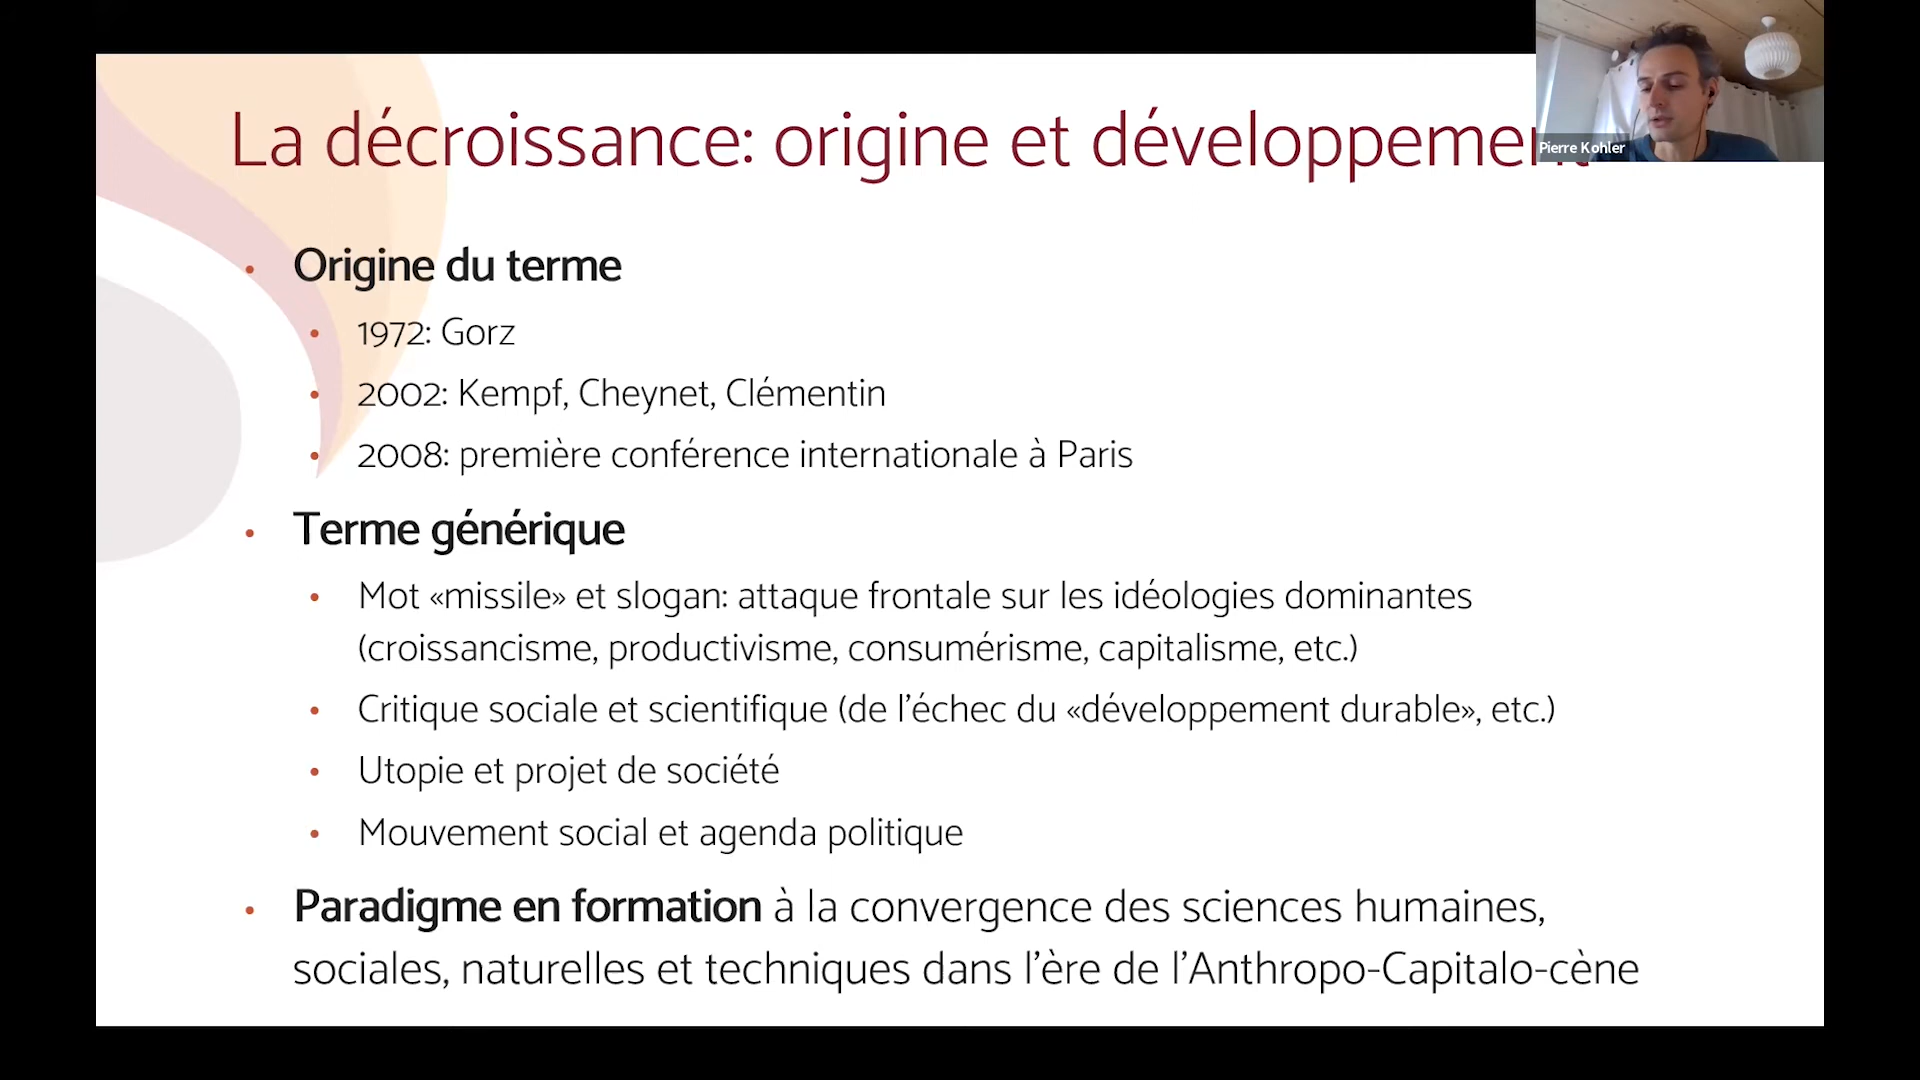 La décroissance: origine et développement
Pierre Kohler
• Origine du terme
• 1972: Gorz
• 2002: Kempf, Cheynet, Clémentin
• 2008: première conférence internationale à Paris
• Terme générique
• Mot «missile» et slogan: attaque frontale sur les idéologies dominantes
(croissancisme, productivisme, consumérisme, capitalisme, etc.)
• Critique sociale et scientifique (de l’échec du «développement durable», etc.)
• Utopie et projet de société
• Mouvement social et agenda politique
• Paradigme en formation à la convergence des sciences humaines,
sociales, naturelles et techniques dans l’ère de l’Anthropo-Capitalo-cène